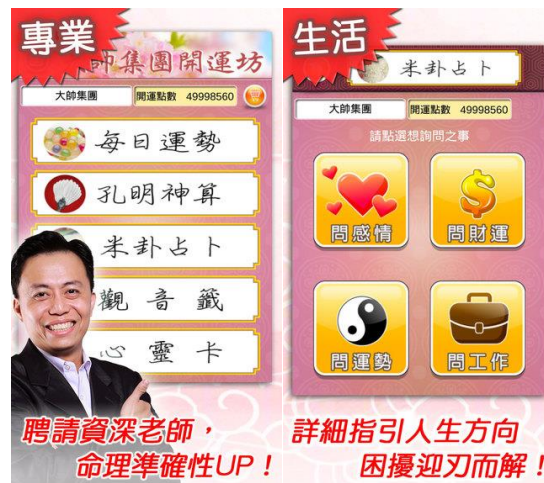 專業
帥集團開運坊
大帥集團
開運點數 49998560
每日運勢
孔明神算
米卦占卜
觀音籤
心靈卡
聘請資深老師，
命理準確性UP！
生活
米卦占卜
大帥集團
開運點數 49998560
請點選想詢問之事
問感情
問財運
問運勢
問工作
詳細指引人生方向
困擾迎刃而解！